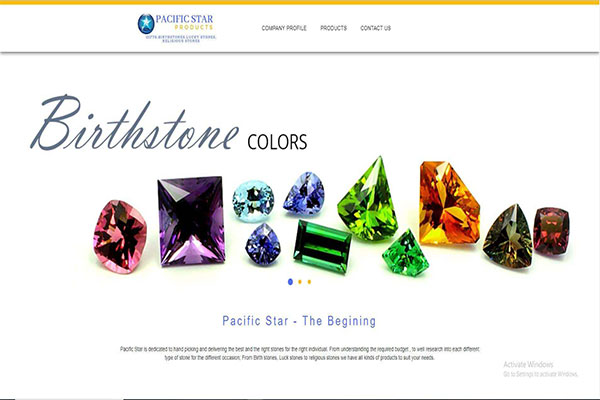 PACIFIC STAR
PRODUCTS
GIFTS, BIRTHSTONES, LUCKY STONES,
RELIGIOUS STONES
COMPANY PROFILE PRODUCTS CONTACT US
Birthstone COLORS
Pacific Star - The Begining
Pacific Star is dedicated to hand picking and delivering the best and the right stones for the right individual. From understanding the required budget , to well research into each different
type of stone for the different occasion; From Birth stones, Luck stones to religious stones we have all kinds of products to suit your needs.
Activate Windows
Go to Settings to activate Windows.